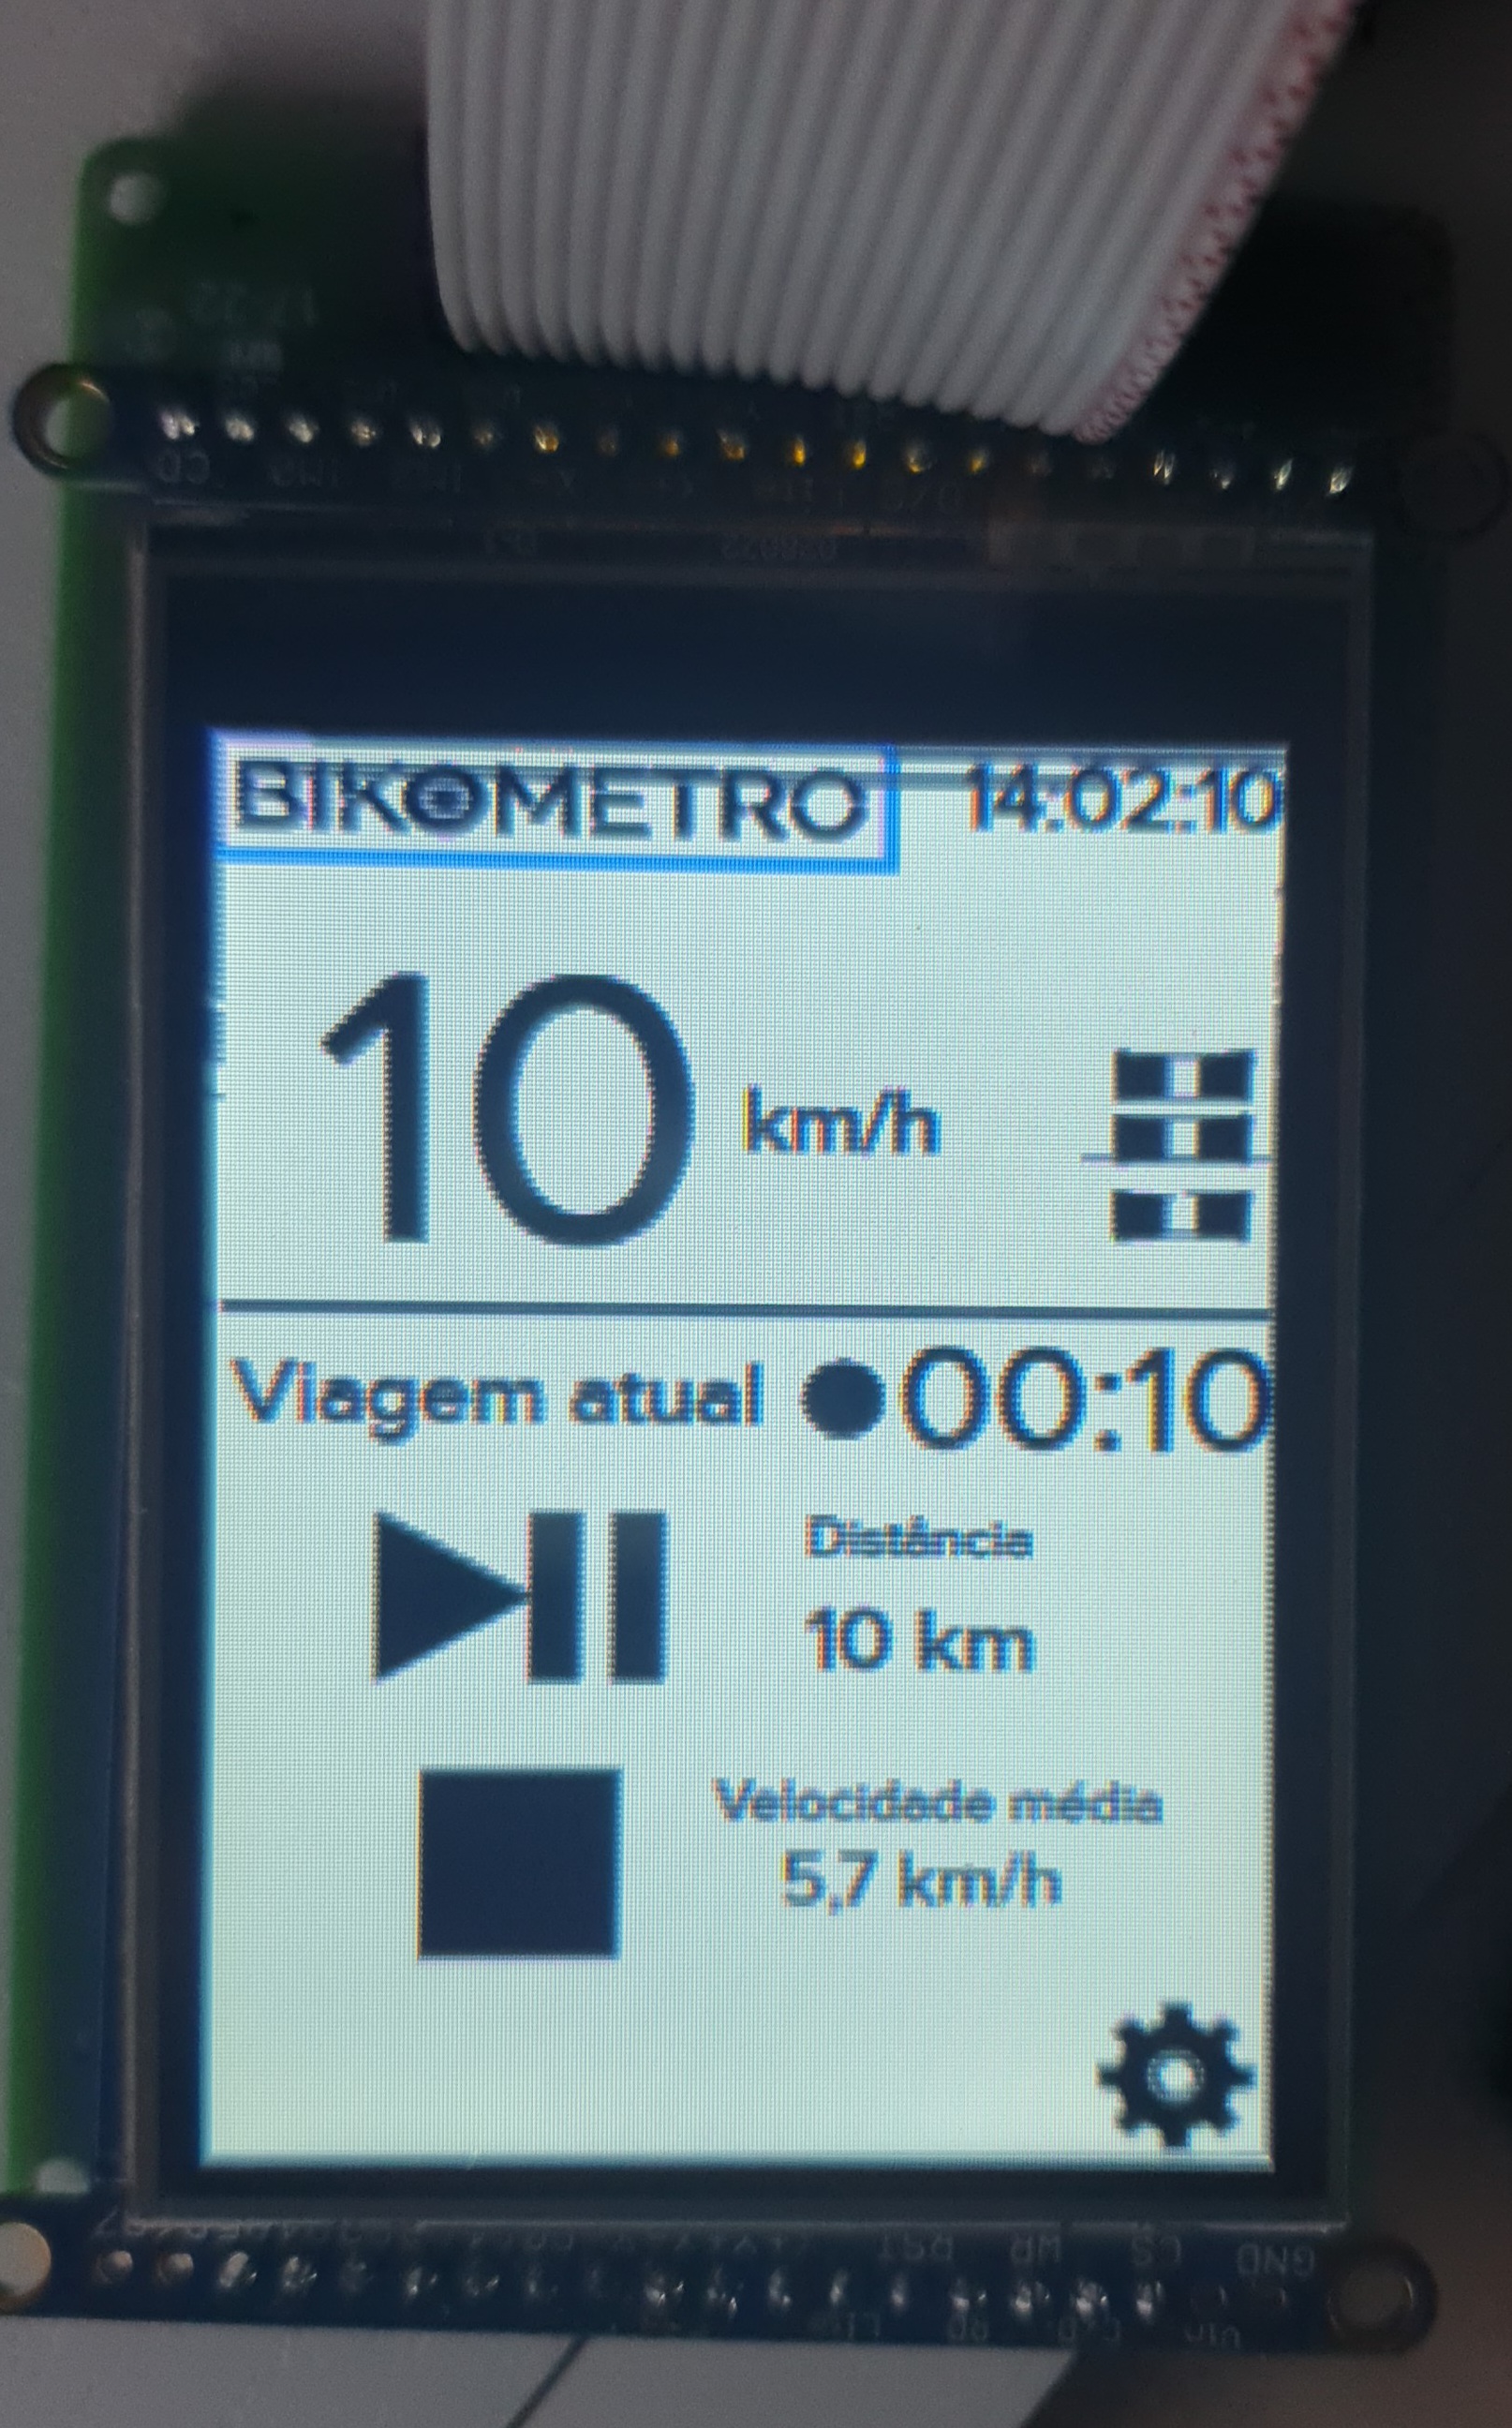 BIKOMETRO 14:02:10
10 km/h
Viagem atual 00:10
Distância
10 km
Velocidade média
5,7 km/h
RST WR CS GND
Vin